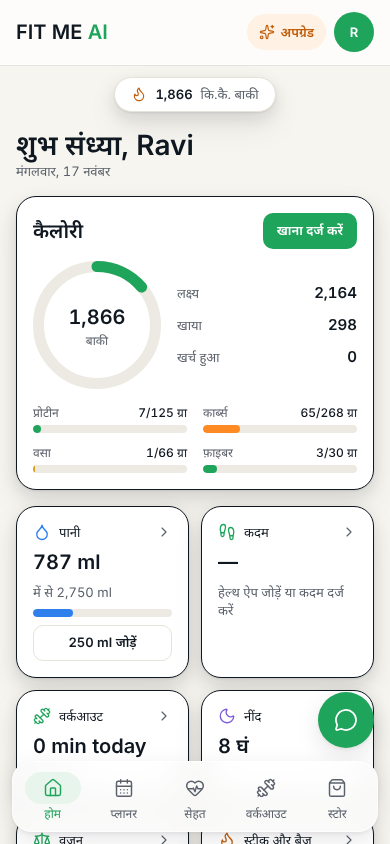 FIT ME AI
अपग्रेड
R
1,866 कि.कै. बाकी
शुभ संध्या, Ravi
मंगलवार, 17 नवंबर
कैलोरी
खाना दर्ज करें
1,866
बाकी
लक्ष्य 2,164
खाया 298
खर्च हुआ 0
प्रोटीन 7/125 ग्रा
कार्ब्स 65/268 ग्रा
वसा 1/66 ग्रा
फ़ाइबर 3/30 ग्रा
पानी
787 ml
में से 2,750 ml
250 ml जोड़ें
कदम
—
हेल्थ ऐप जोड़ें या कदम दर्ज
करें
वर्कआउट
0 min today
नींद
8 घं
होम
प्लानर
सेहत
वर्कआउट
स्टोर
वज़न
स्ट्रीक और बैज